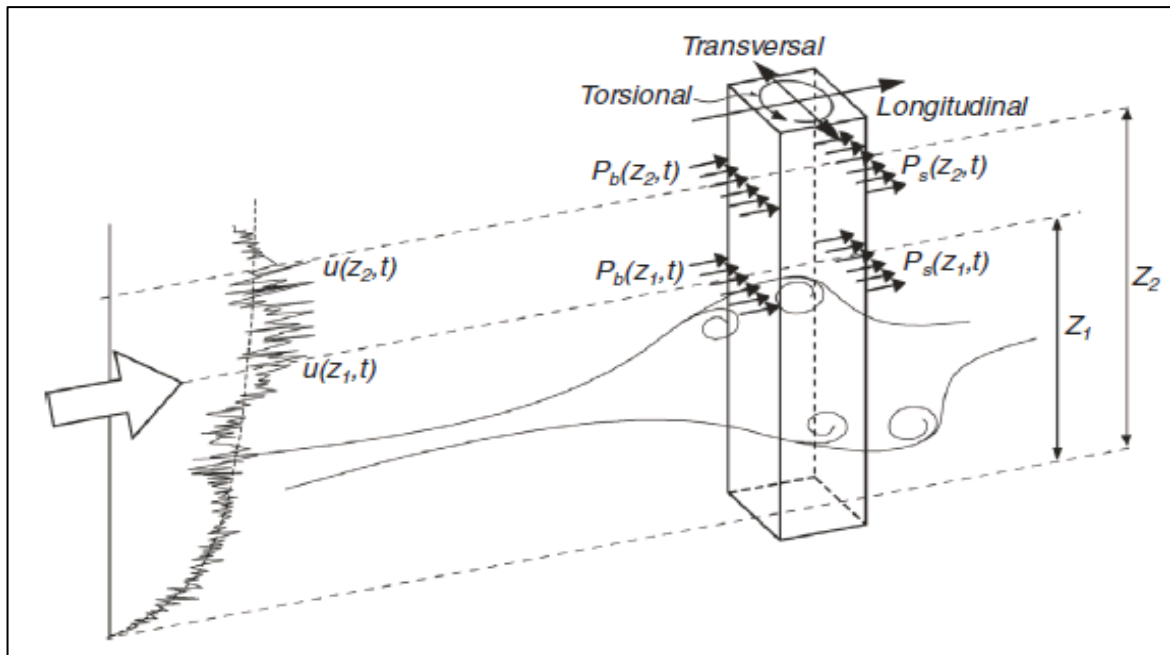 Transversal
Torsional
Longitudinal
P_b(z_2,t)
P_s(z_2,t)
u(z_2,t)
P_b(z_1,t)
P_s(z_1,t)
Z_2
Z_1
u(z_1,t)